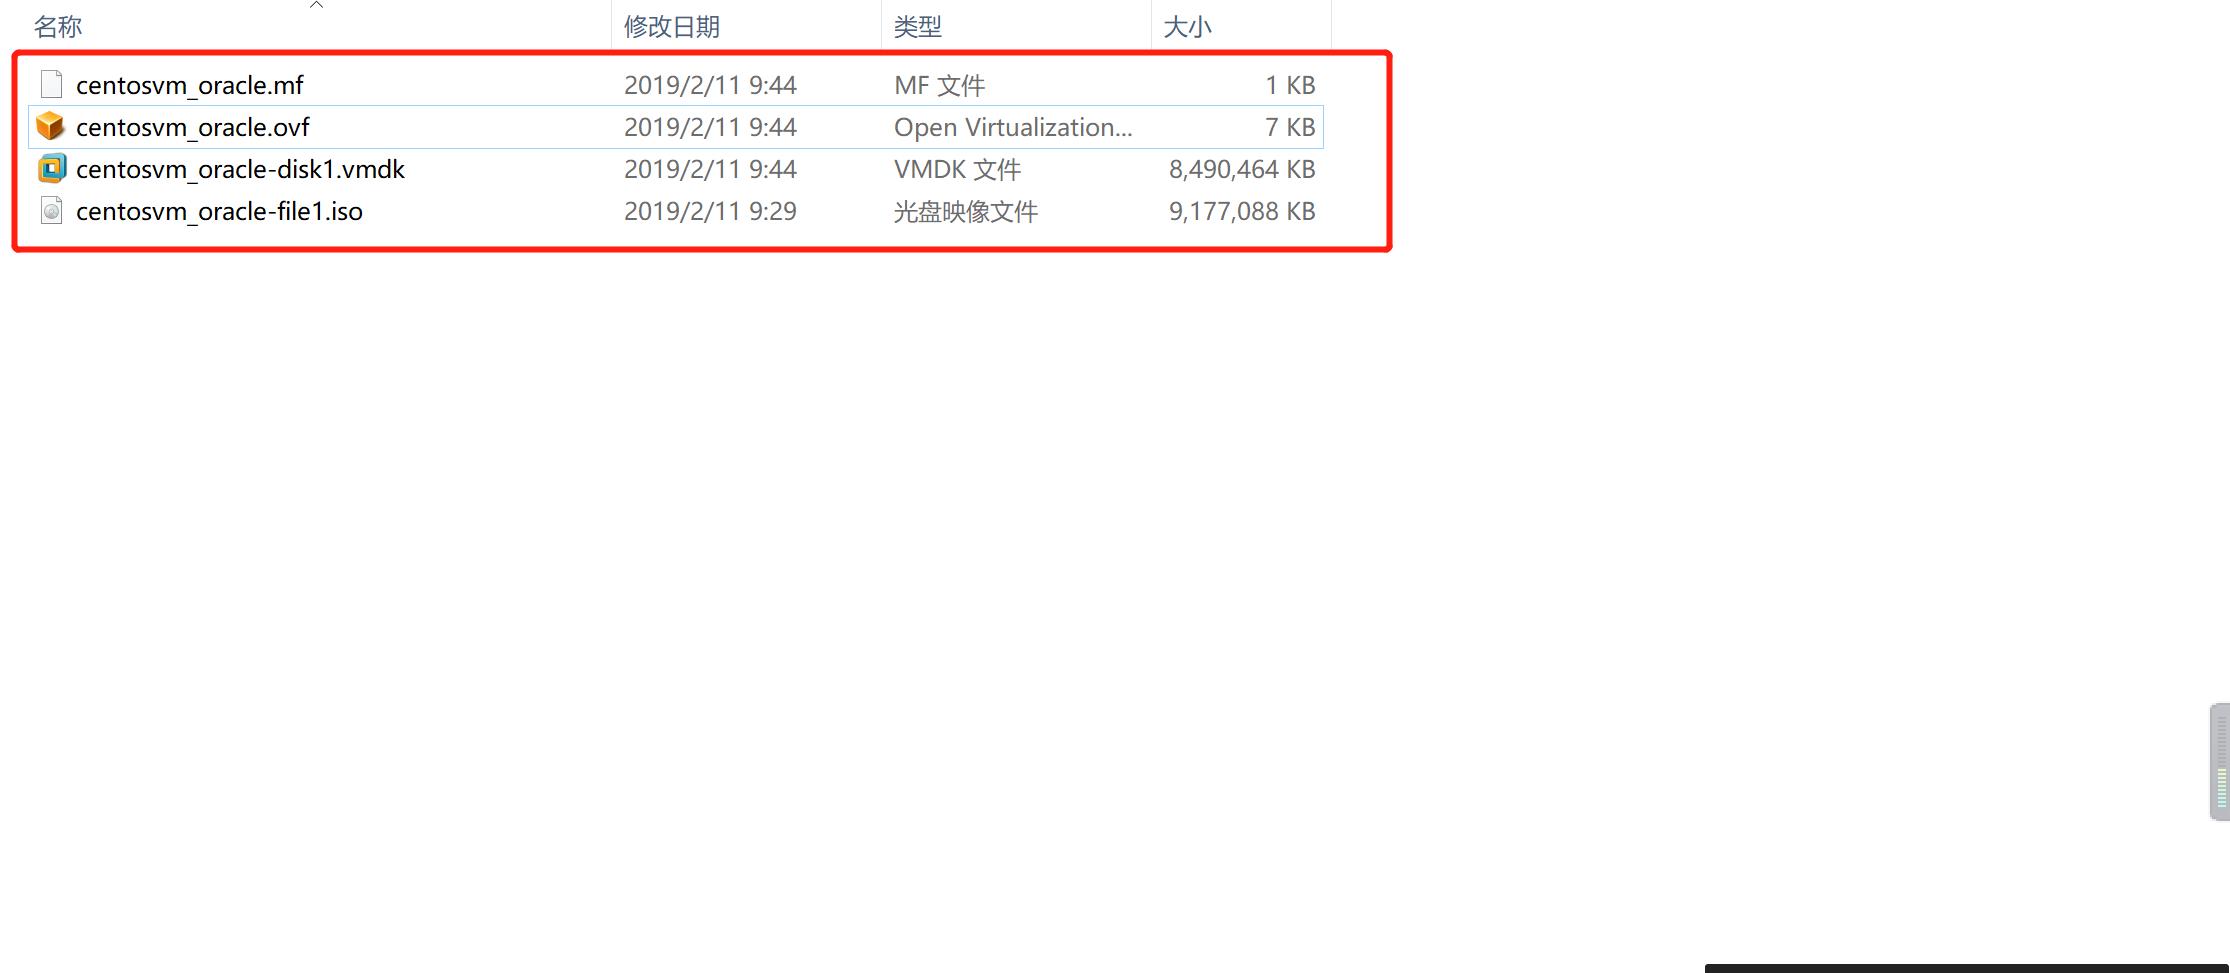 名称 修改日期 类型 大小
centosvm_oracle.mf 2019/2/11 9:44 MF 文件 1 KB
centosvm_oracle.ovf 2019/2/11 9:44 Open Virtualization... 7 KB
centosvm_oracle-disk1.vmdk 2019/2/11 9:44 VMDK 文件 8,490,464 KB
centosvm_oracle-file1.iso 2019/2/11 9:29 光盘映像文件 9,177,088 KB